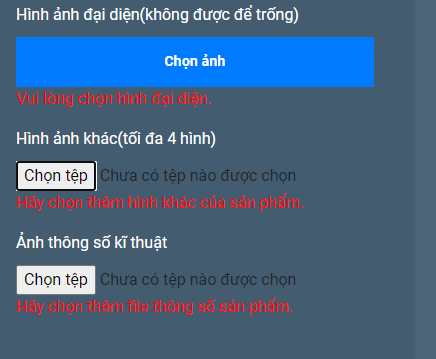 Hình ảnh đại diện(không được để trống)
Chọn ảnh
Vui lòng chọn hình đại diện.
Hình ảnh khác(tối đa 4 hình)
Chọn tệp Chưa có tệp nào được chọn
Hãy chọn thêm hình khác của sản phẩm.
Ảnh thông số kĩ thuật
Chọn tệp Chưa có tệp nào được chọn
Hãy chọn thêm file thông số sản phẩm.